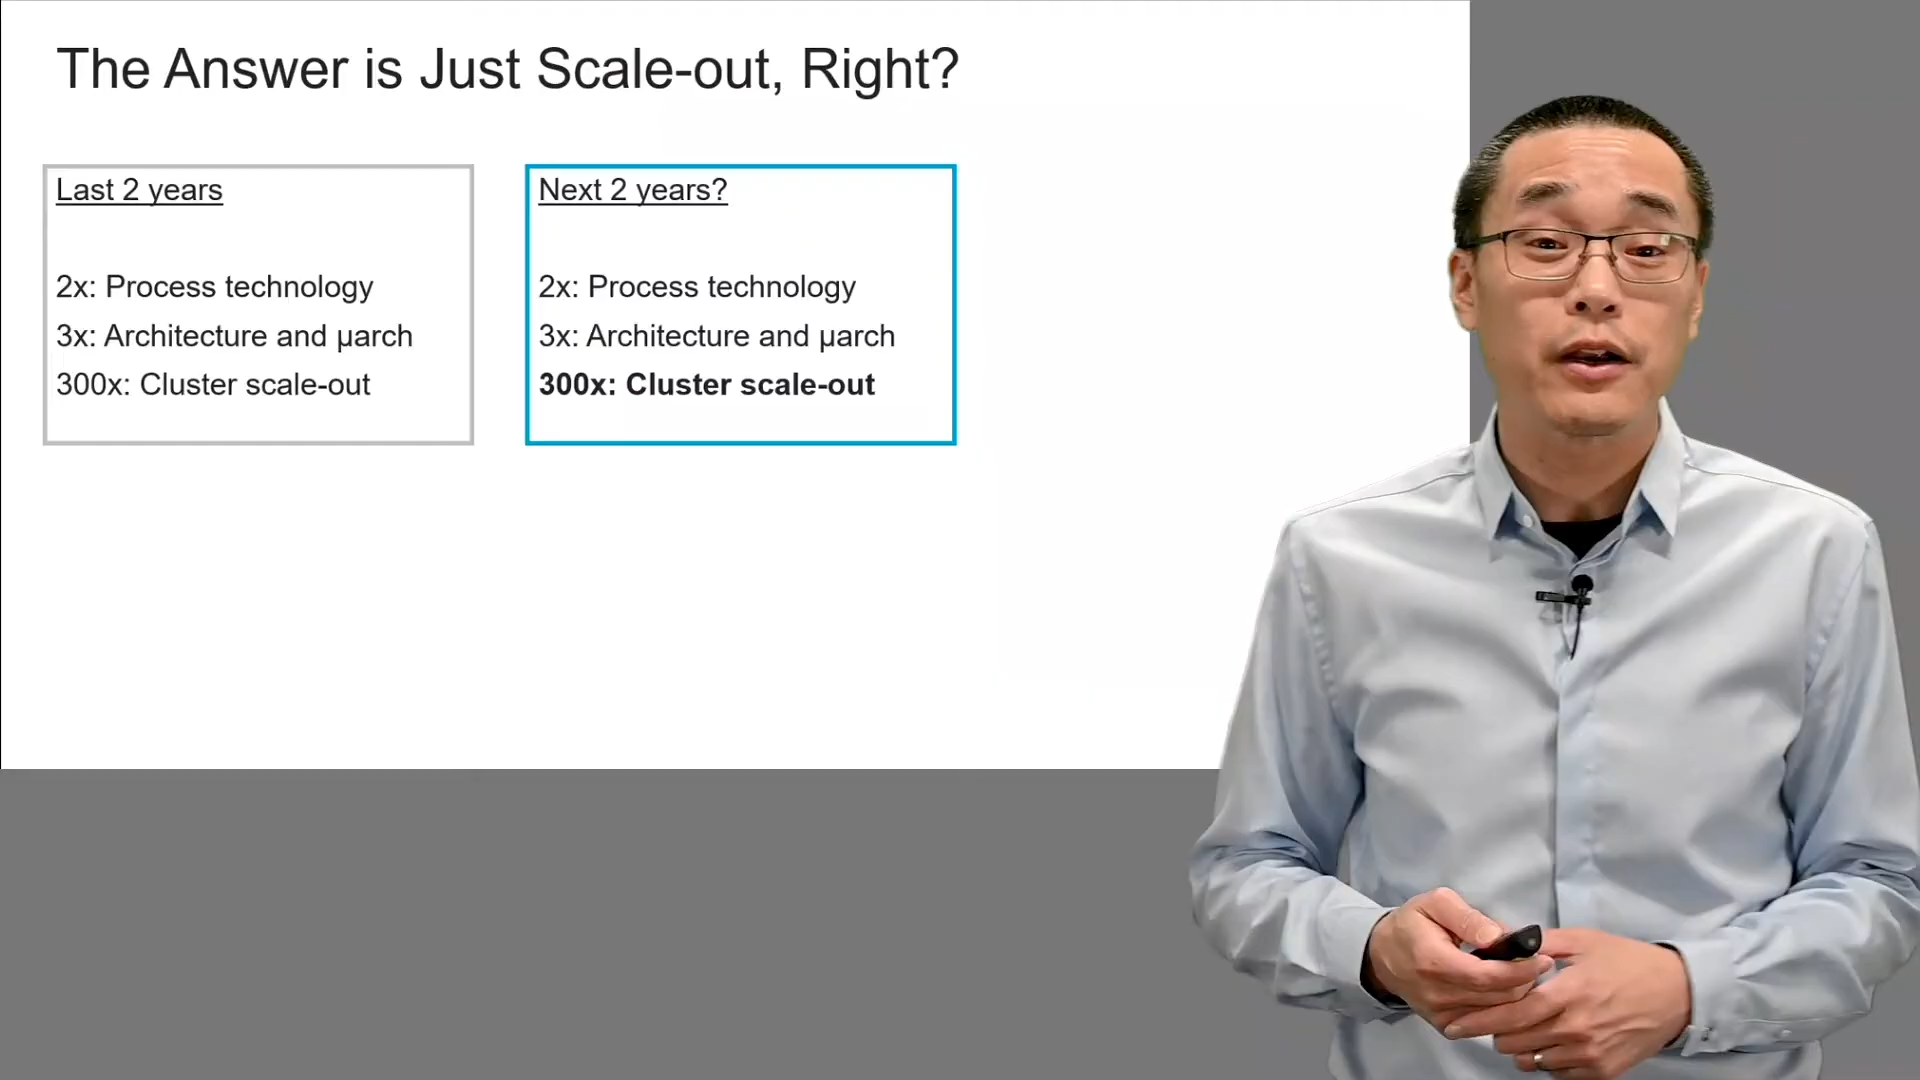 The Answer is Just Scale-out, Right?
Last 2 years
2x: Process technology
3x: Architecture and µarch
300x: Cluster scale-out
Next 2 years?
2x: Process technology
3x: Architecture and µarch
300x: Cluster scale-out